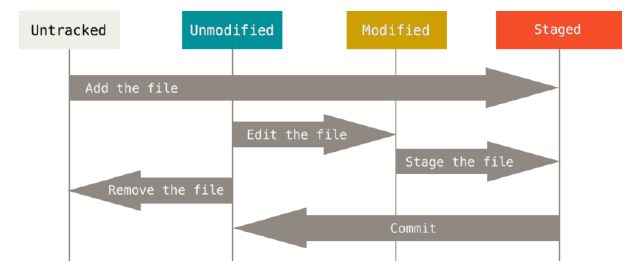 Untracked
Unmodified
Modified
Staged
Add the file
Edit the file
Stage the file
Remove the file
Commit